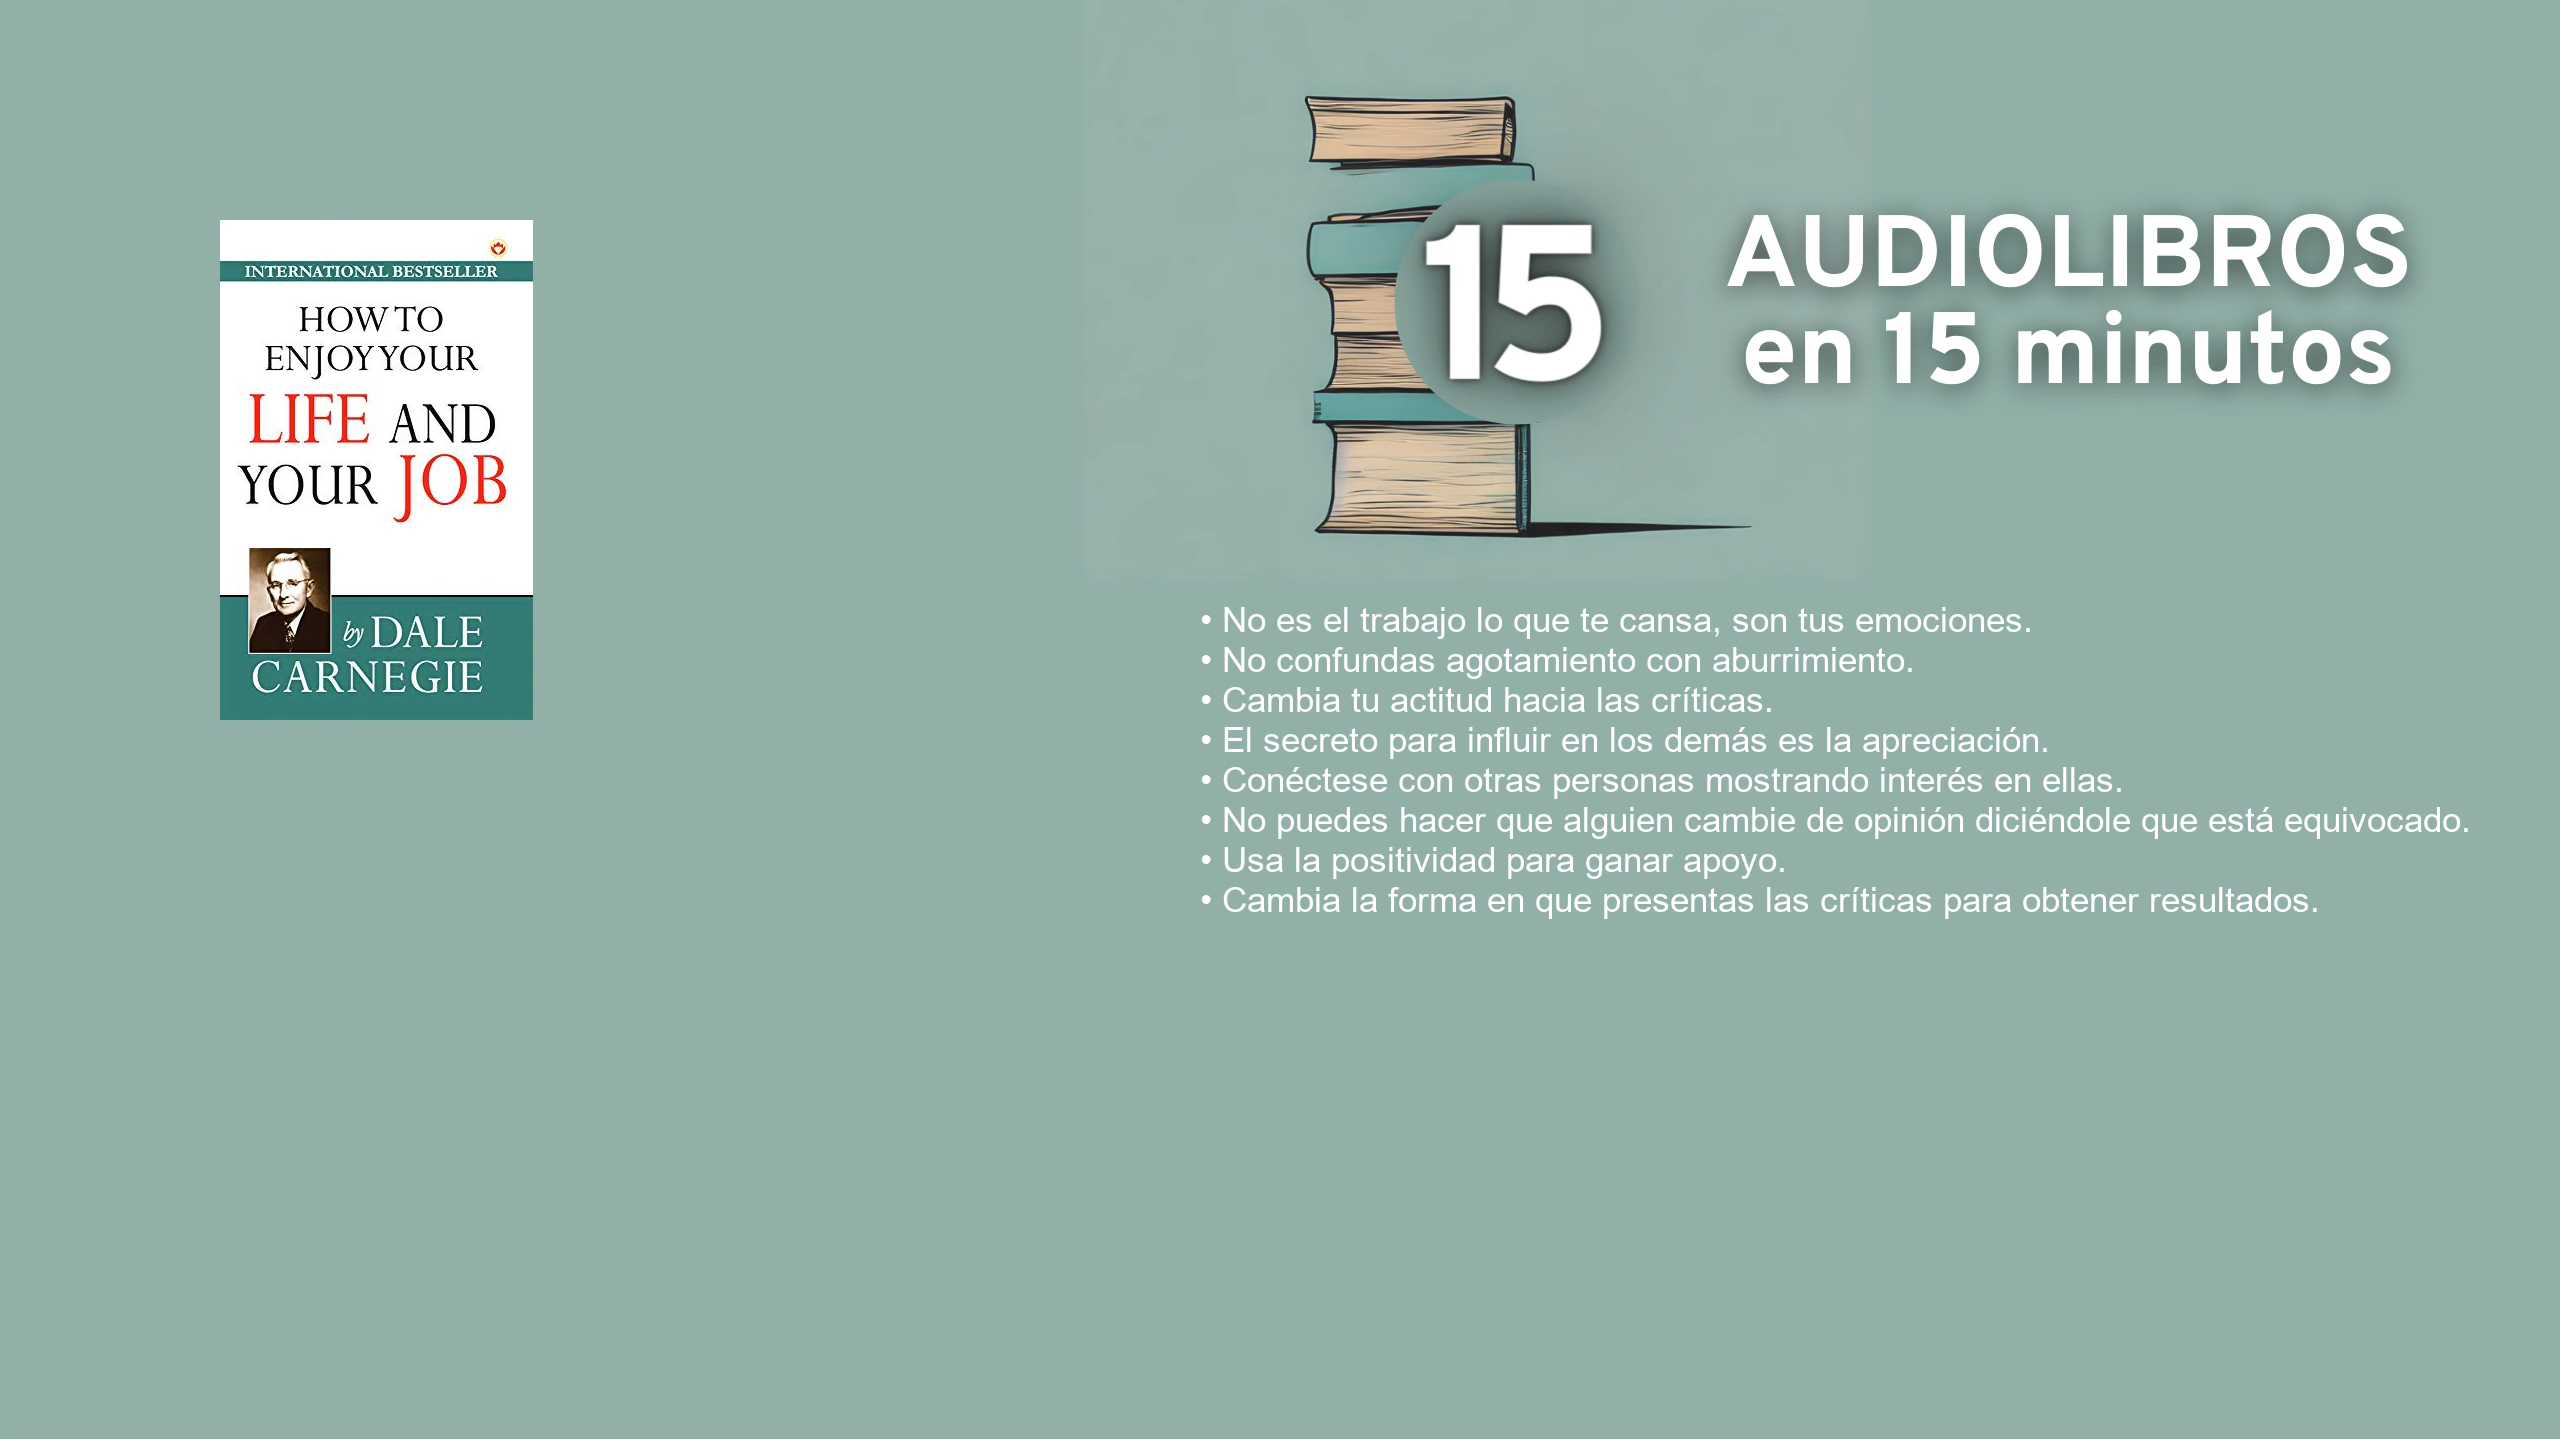 INTERNATIONAL BESTSELLER
HOW TO
ENJOY YOUR
LIFE AND
YOUR JOB
by DALE
CARNEGIE
15
AUDIOLIBROS
en 15 minutos
• No es el trabajo lo que te cansa, son tus emociones.
• No confundas agotamiento con aburrimiento.
• Cambia tu actitud hacia las críticas.
• El secreto para influir en los demás es la apreciación.
• Conéctese con otras personas mostrando interés en ellas.
• No puedes hacer que alguien cambie de opinión diciéndole que está equivocado.
• Usa la positividad para ganar apoyo.
• Cambia la forma en que presentas las críticas para obtener resultados.